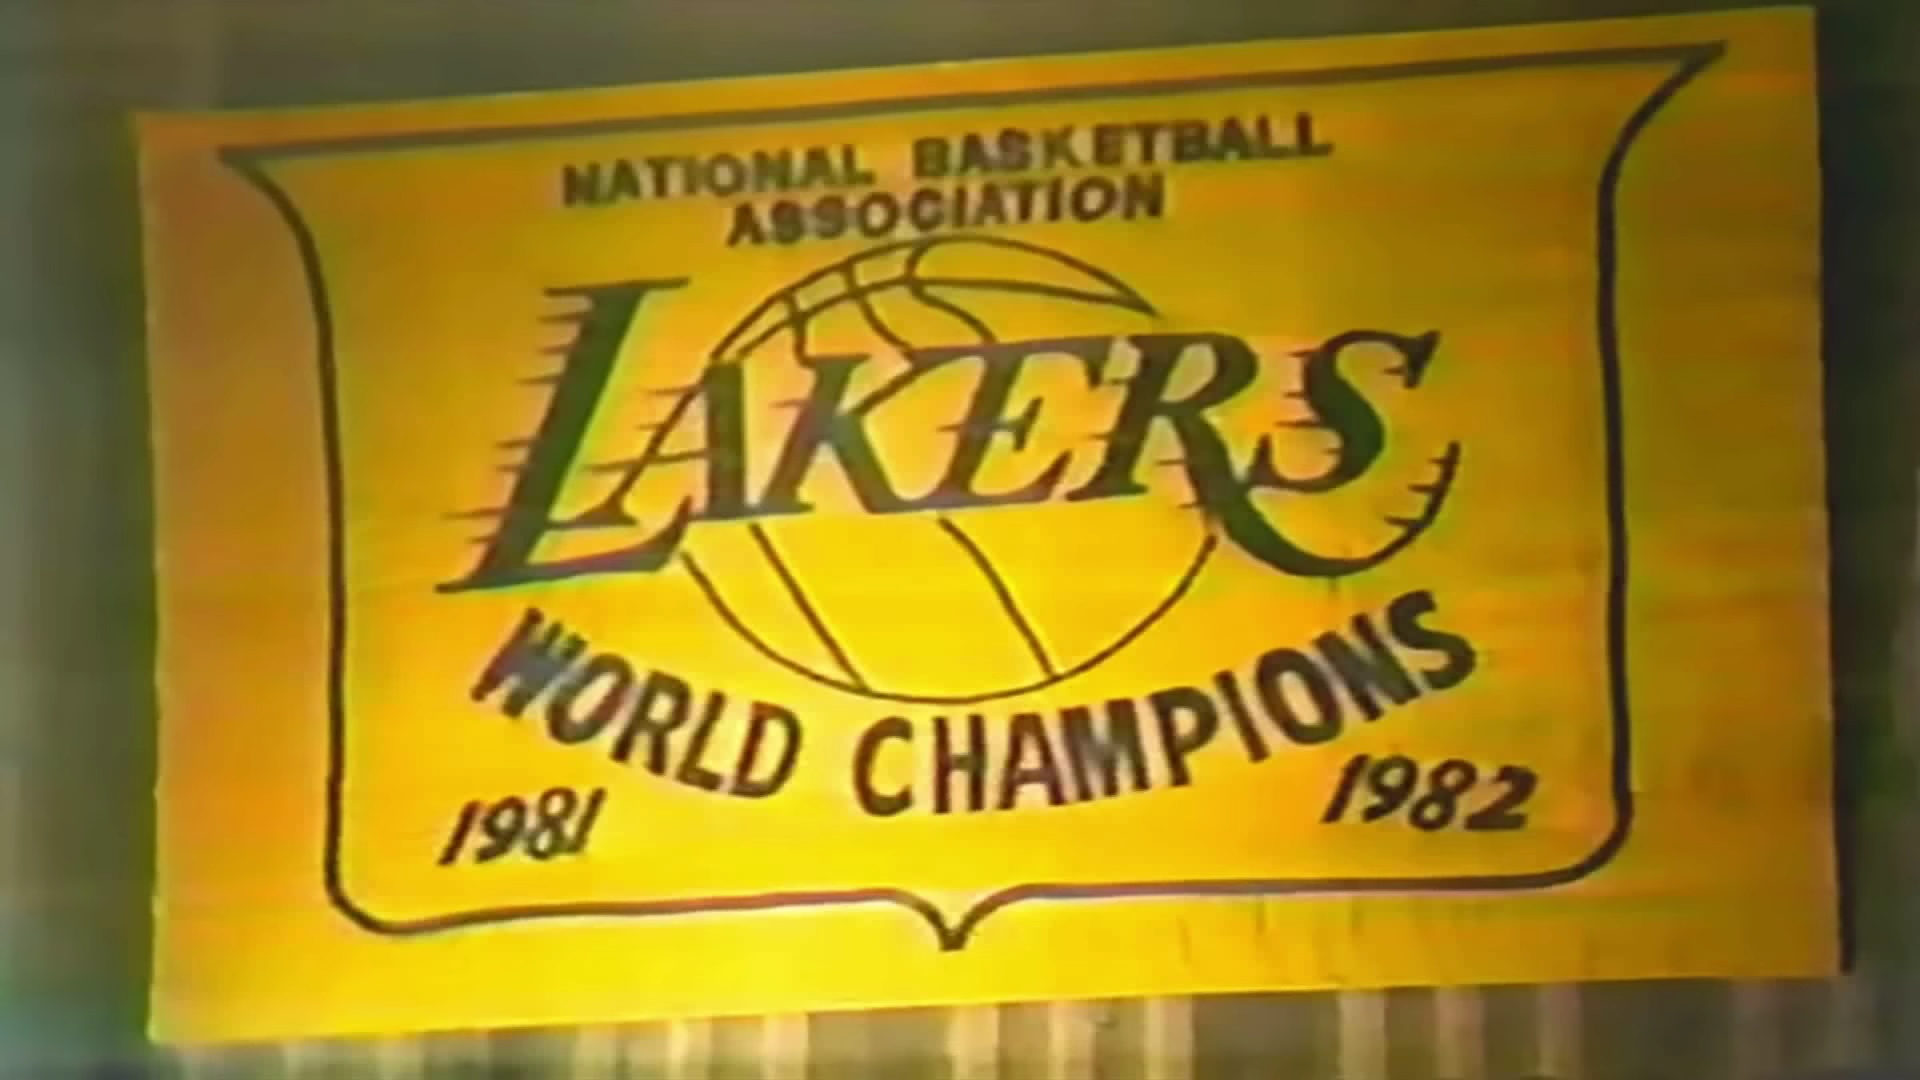 NATIONAL BASKETBALL
ASSOCIATION
LAKERS
WORLD CHAMPIONS
1981 1982